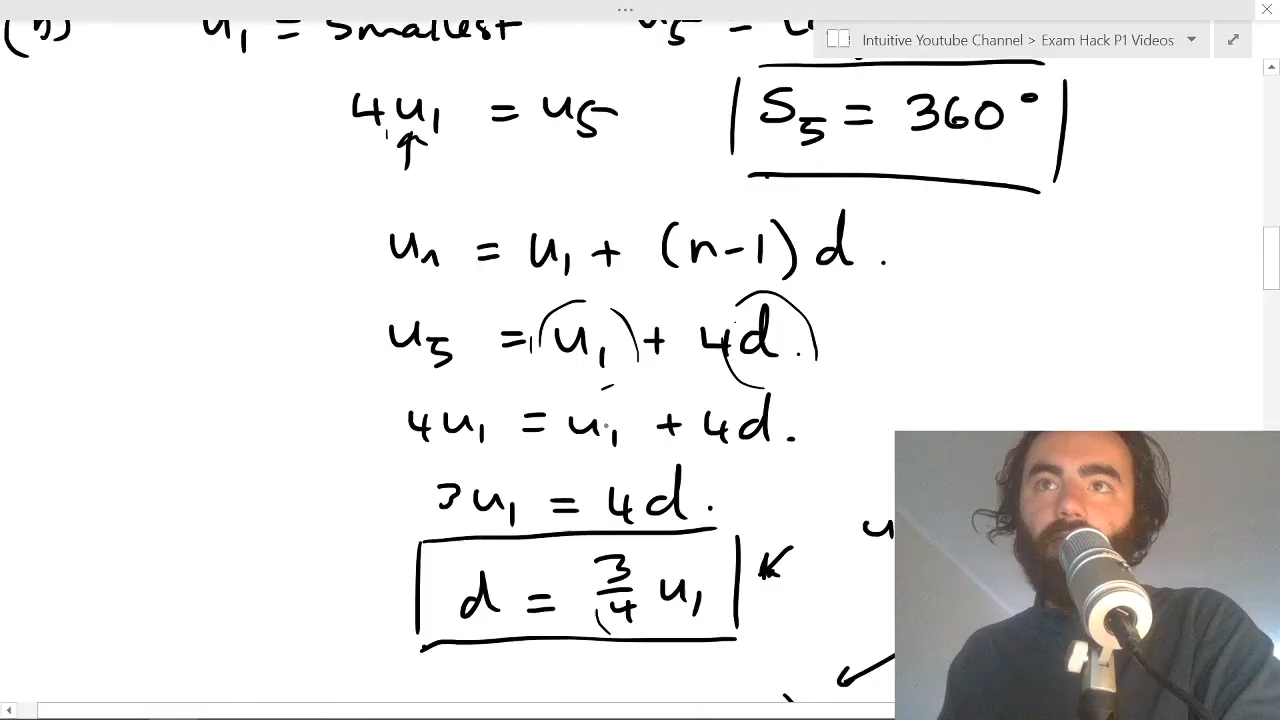 (b) u₁ = smallest u₅ =
Intuitive Youtube Channel > Exam Hack P1 Videos
4u₁ = u₅
S₅ = 360°
uₙ = u₁ + (n-1)d.
u₅ = u₁ + 4d.
4u₁ = u₁ + 4d.
3u₁ = 4d.
d = 3/4 u₁
u